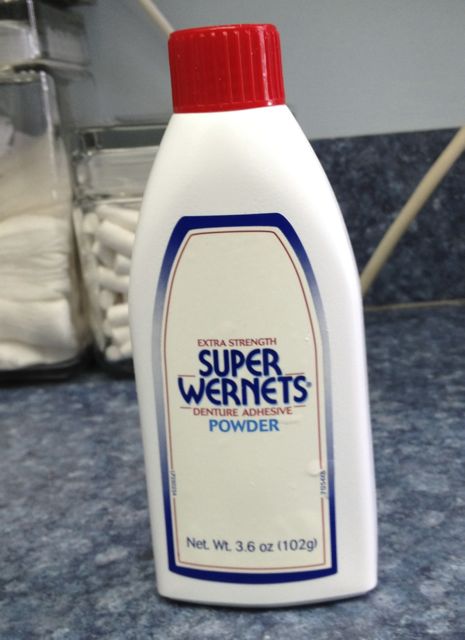 EXTRA STRENGTH
SUPER
WERNETS®
DENTURE ADHESIVE
POWDER
Net. Wt. 3.6 oz (102g)